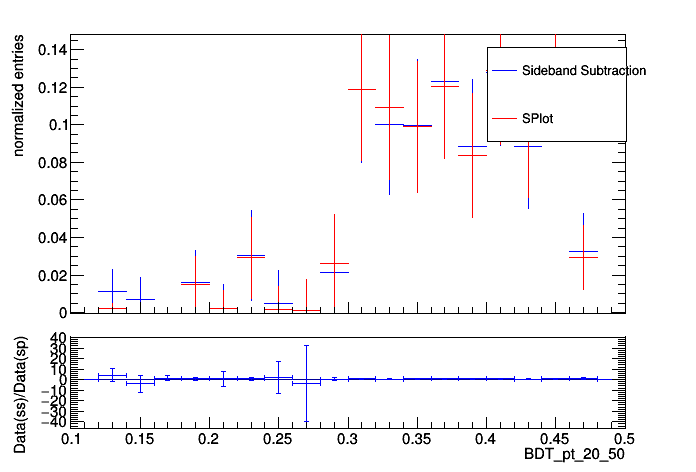 normalized entries
0.14
0.12
0.1
0.08
0.06
0.04
0.02
0
Sideband Subtraction
SPlot
Data(ss)/Data(sp)
40
30
20
10
0
−10
−20
−30
−40
0.1 0.15 0.2 0.25 0.3 0.35 0.4 0.45 0.5
BDT_pt_20_50